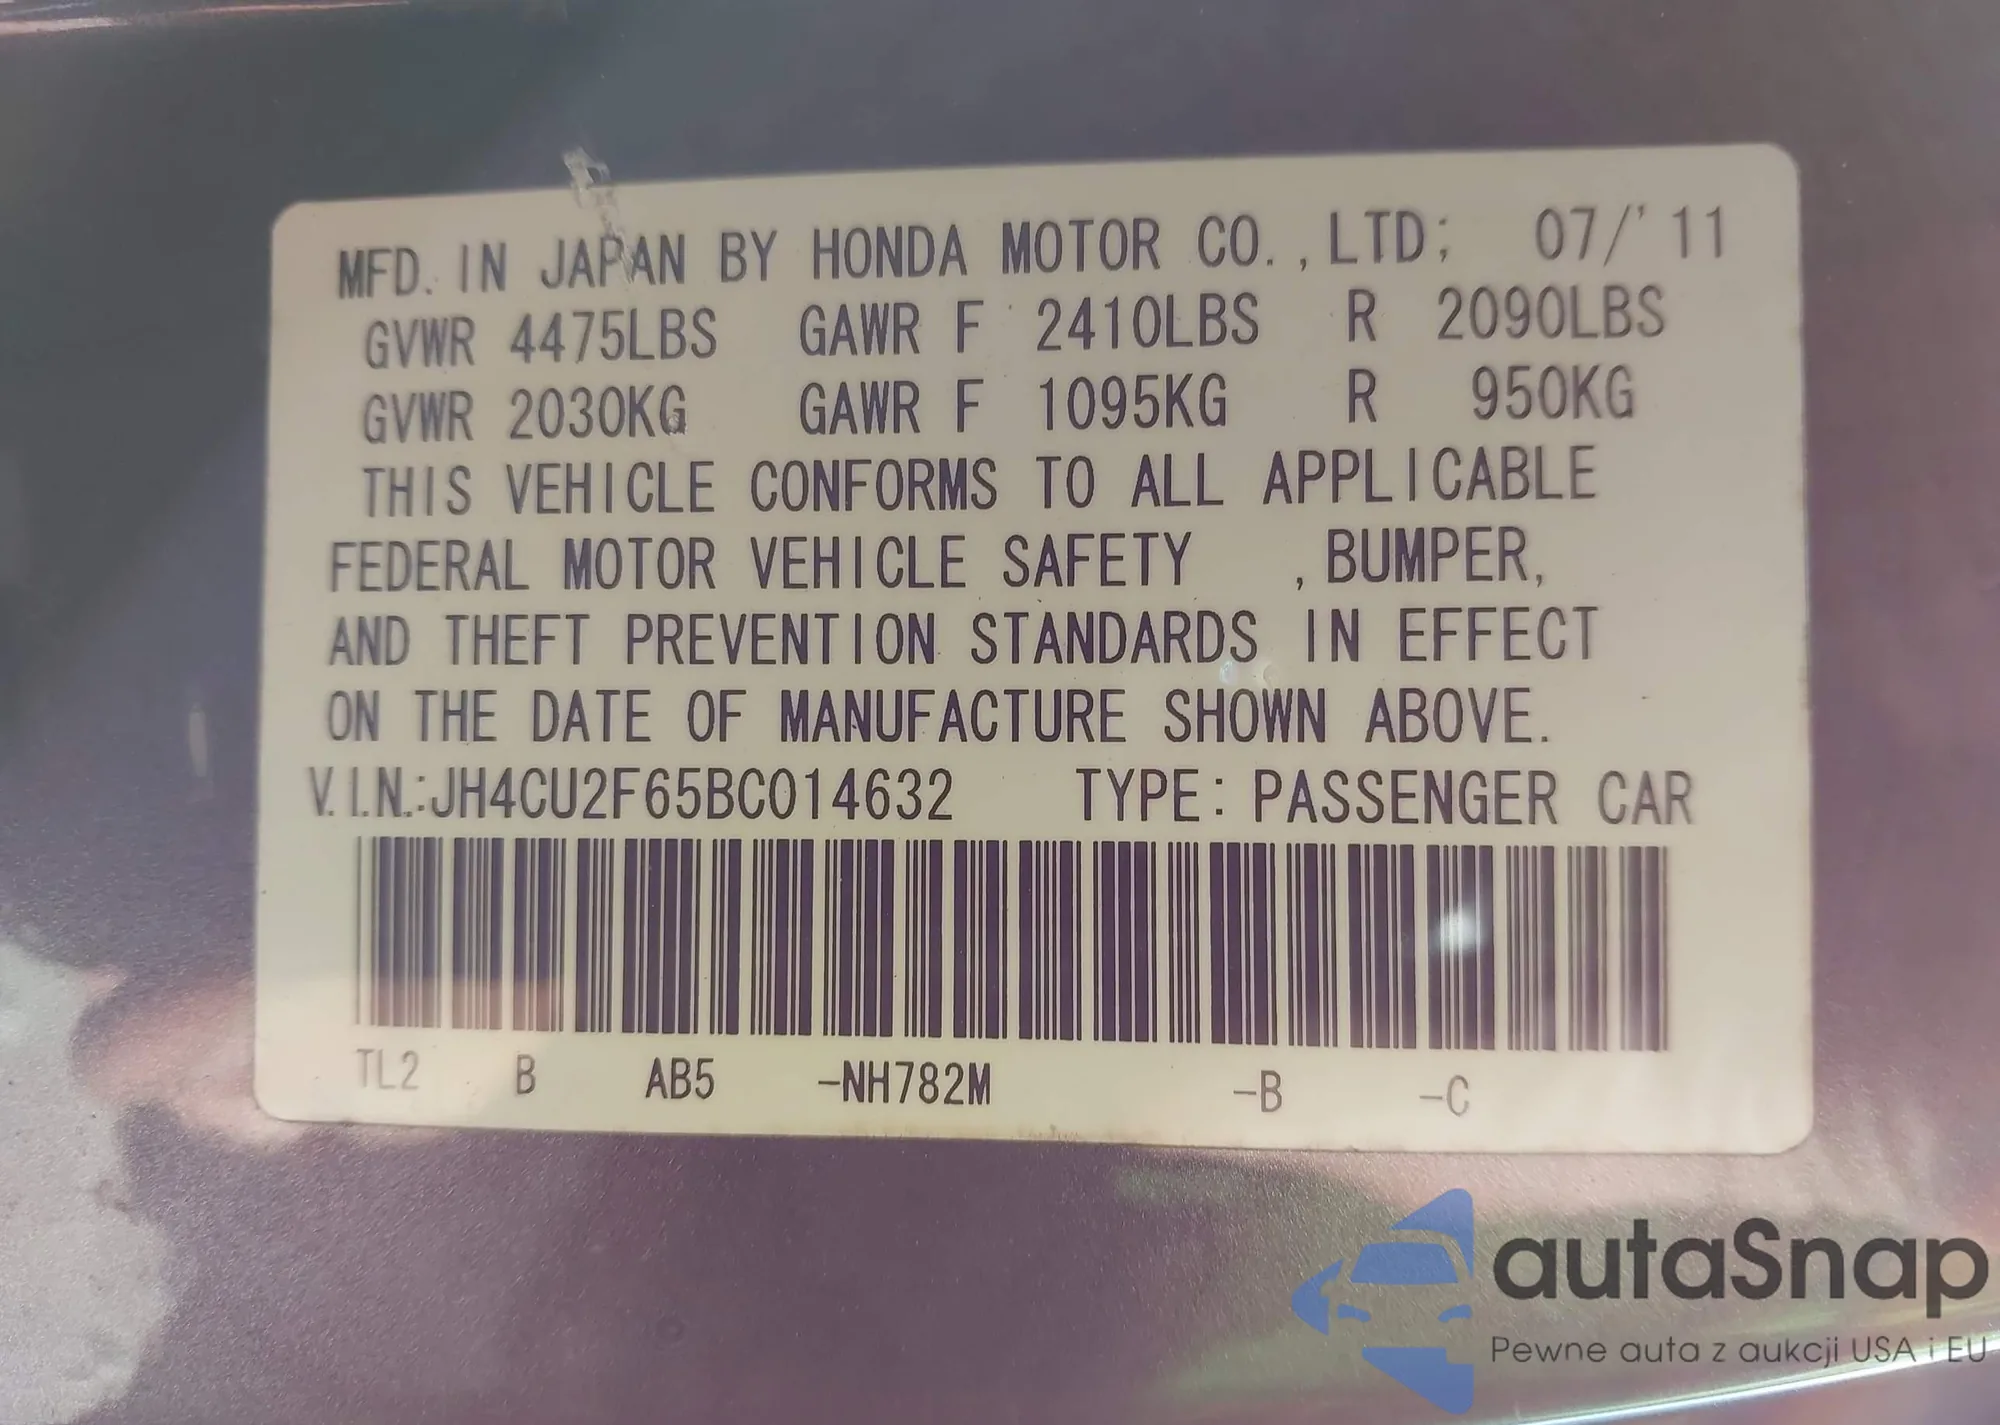 MFD. IN JAPAN BY HONDA MOTOR CO.,LTD; 07/'11
GVWR 4475LBS GAWR F 2410LBS R 2090LBS
GVWR 2030KG GAWR F 1095KG R 950KG
THIS VEHICLE CONFORMS TO ALL APPLICABLE
FEDERAL MOTOR VEHICLE SAFETY ,BUMPER,
AND THEFT PREVENTION STANDARDS IN EFFECT
ON THE DATE OF MANUFACTURE SHOWN ABOVE.
V.I.N.:JH4CU2F65BC014632 TYPE: PASSENGER CAR
TL2 B AB5 -NH782M -B -C
autaSnap
Pewne auta z aukcji USA i EU